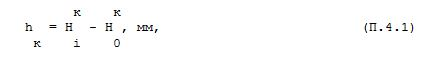 к к
h = H - H , мм, (П.4.1)
к i 0